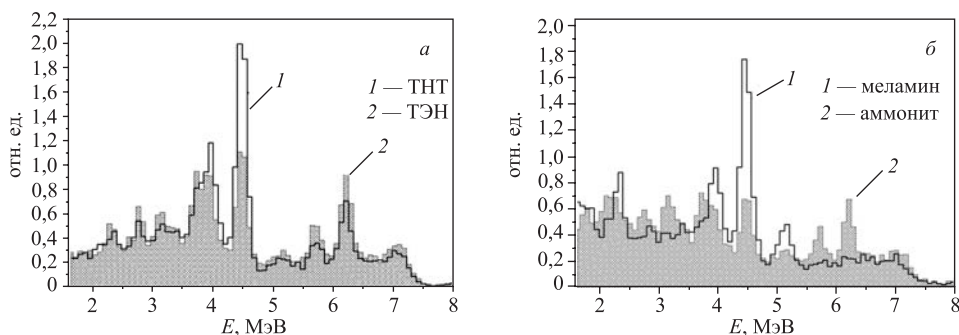 2,2
2,0
1,8
1,6
1,4
1,2
1,0
0,8
0,6
0,4
0,2
0
отн. ед.
а
1
1 — ТНТ
2 — ТЭН
2
2 3 4 5 6 7 8
E, МэВ
2,2
2,0
1,8
1,6
1,4
1,2
1,0
0,8
0,6
0,4
0,2
0
отн. ед.
б
1
1 — меламин
2 — аммонит
2
2 3 4 5 6 7 8
E, МэВ